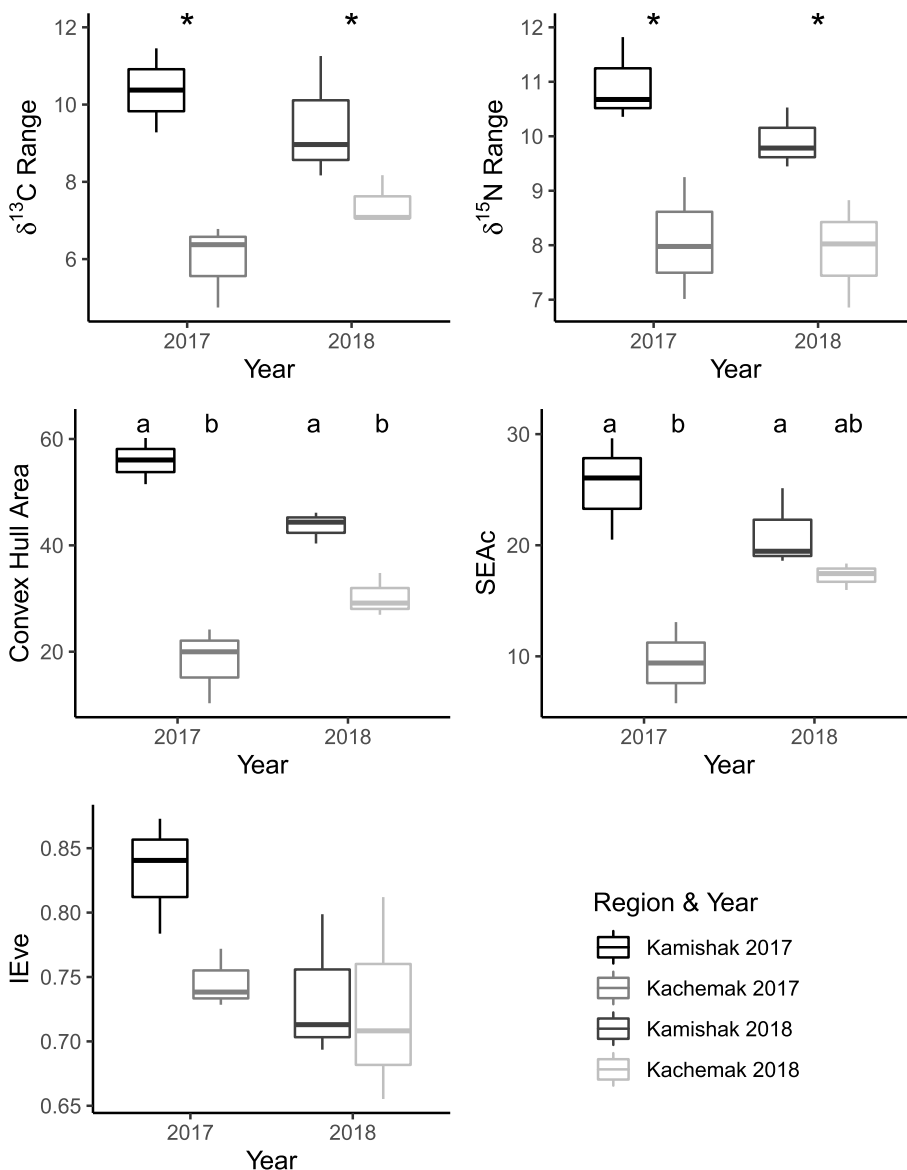 * *
δ13C Range
12
10
8
6
2017 2018
Year
* *
δ15N Range
12
11
10
9
8
7
2017 2018
Year
a b a b
Convex Hull Area
60
40
20
2017 2018
Year
a b a ab
SEAc
30
20
10
2017 2018
Year
IEve
0.85
0.80
0.75
0.70
0.65
2017 2018
Year
Region & Year
Kamishak 2017
Kachemak 2017
Kamishak 2018
Kachemak 2018